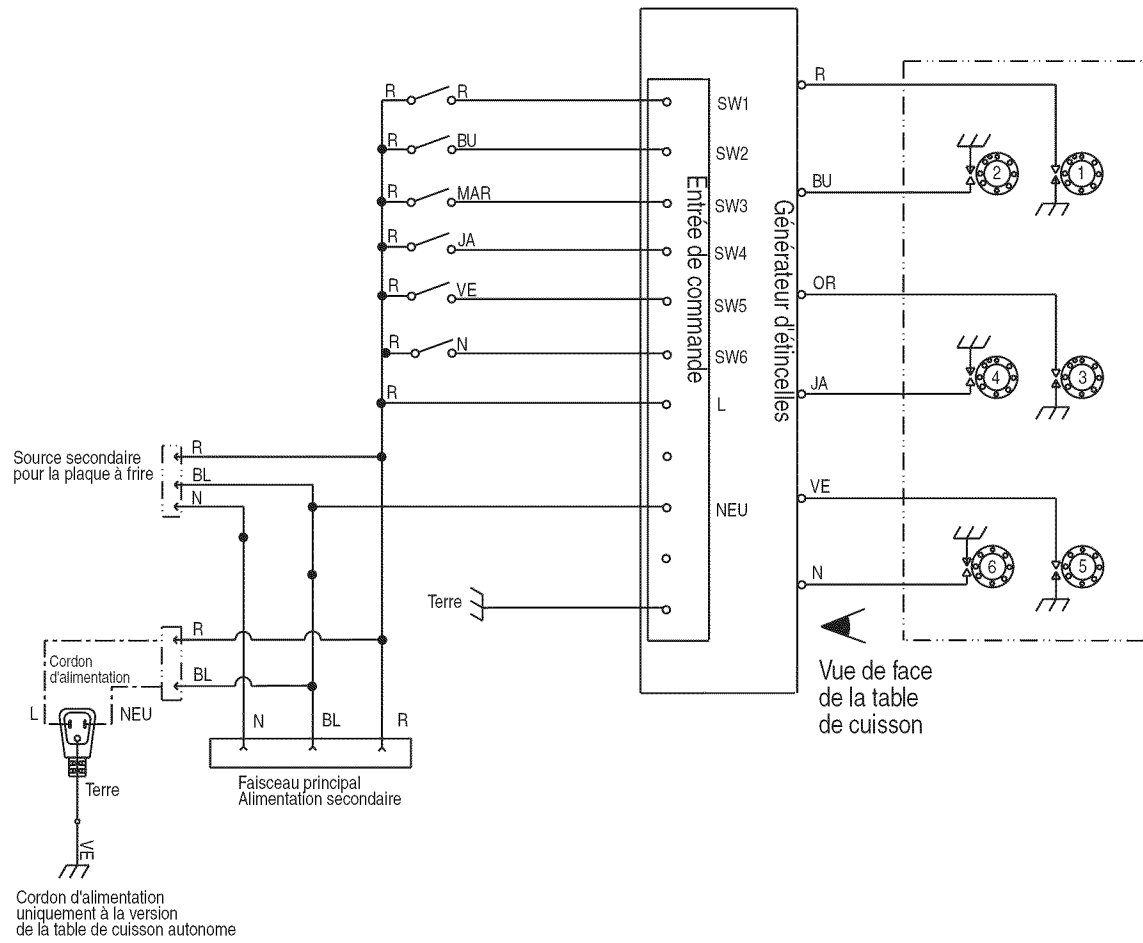 R R SW1
R BU SW2
R MAR SW3
R JA SW4
R VE SW5
R N SW6
R L
NEU
Entrée de commande
Générateur d'étincelles
R
BU
OR
JA
VE
N
2 1
4 3
6 5
Source secondaire
pour la plaque à frire
R
BL
N
Terre
R
BL
Cordon
d'alimentation
L NEU
Terre
VE
N BL R
Faisceau principal
Alimentation secondaire
Vue de face
de la table
de cuisson
Cordon d'alimentation
uniquement à la version
de la table de cuisson autonome